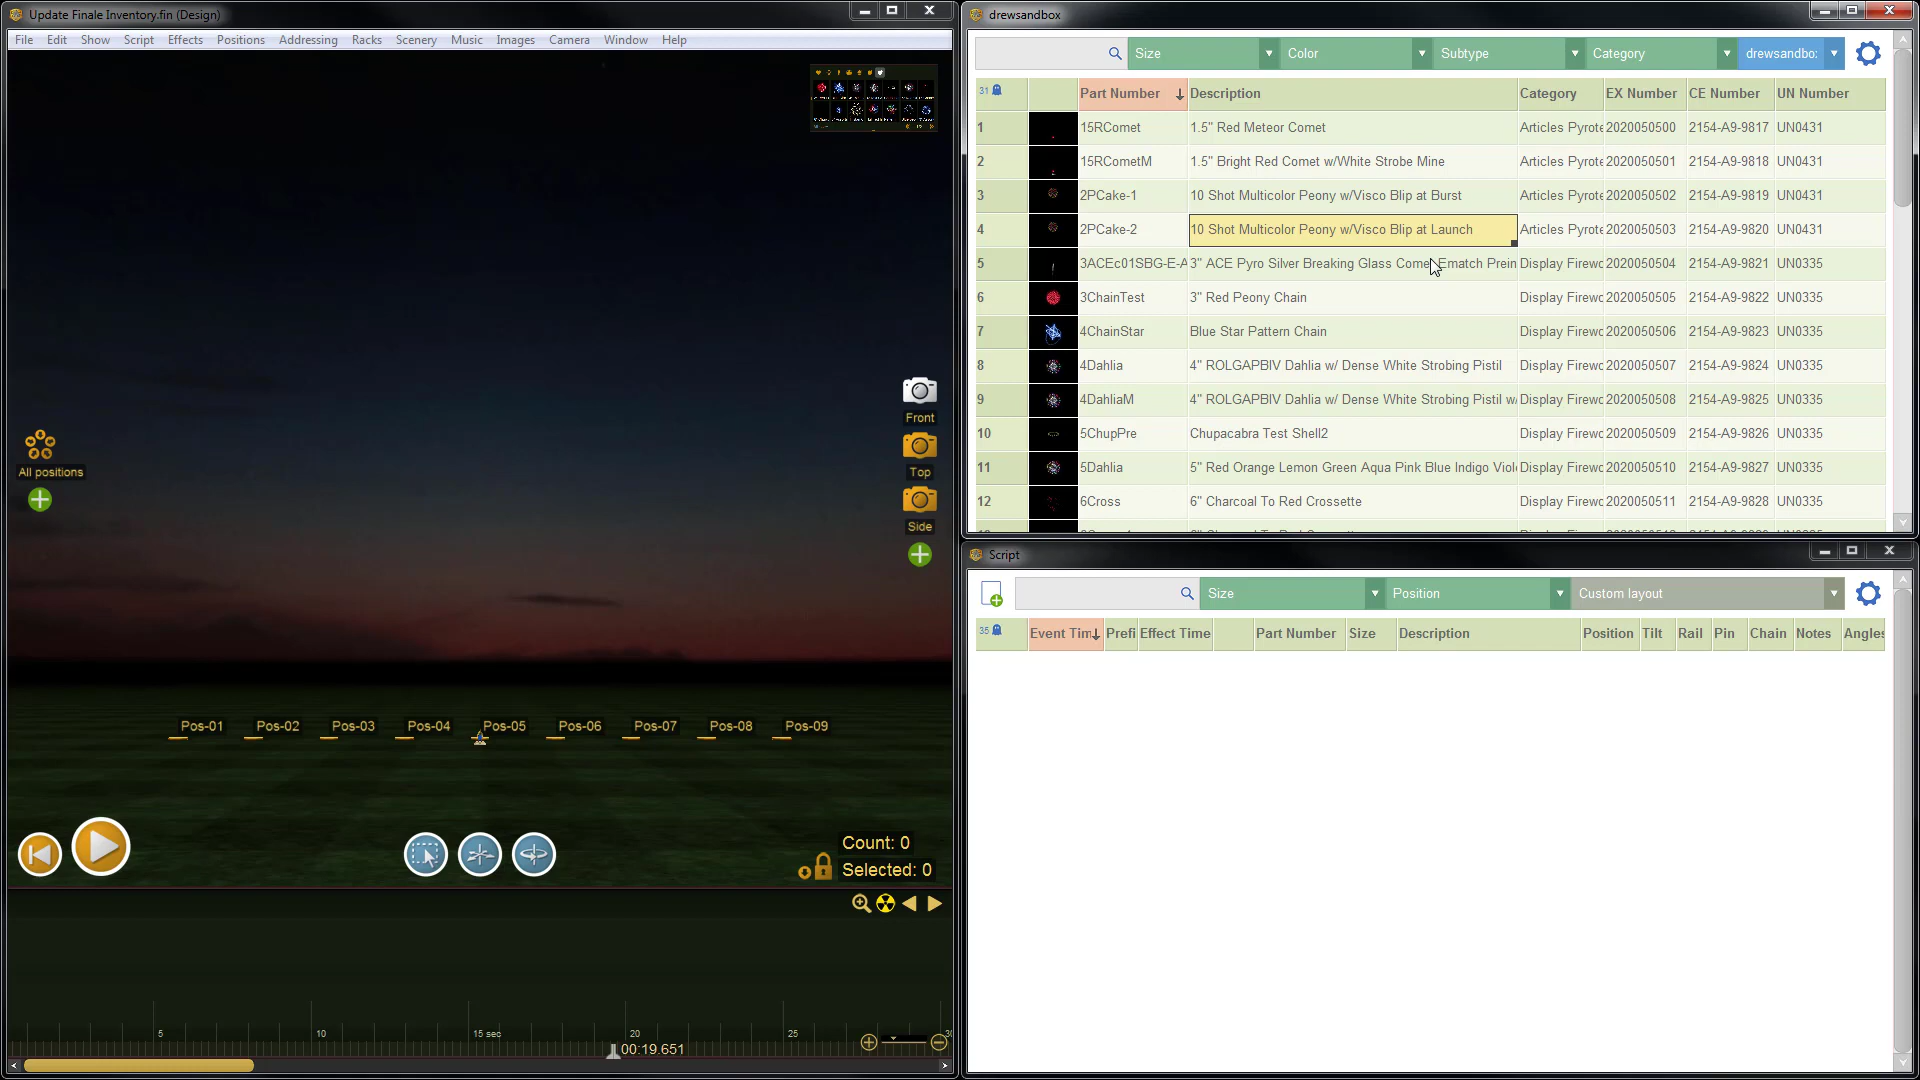 Update Finale Inventory.fin (Design)
File Edit Show Script Effects Positions Addressing Racks Scenery Music Images Camera Window Help
Front
Top
Side
All positions
Pos-01 Pos-02 Pos-03 Pos-04 Pos-05 Pos-06 Pos-07 Pos-08 Pos-09
Count: 0
Selected: 0
5 10 15 sec 20 25 30
00:19.651
drewsandbox
Size Color Subtype Category drewsandbo:
31 Part Number Description Category EX Number CE Number UN Number
1 15RComet 1.5" Red Meteor Comet Articles Pyrote 2020050500 2154-A9-9817 UN0431
2 15RCometM 1.5" Bright Red Comet w/White Strobe Mine Articles Pyrote 2020050501 2154-A9-9818 UN0431
3 2PCake-1 10 Shot Multicolor Peony w/Visco Blip at Burst Articles Pyrote 2020050502 2154-A9-9819 UN0431
4 2PCake-2 10 Shot Multicolor Peony w/Visco Blip at Launch Articles Pyrote 2020050503 2154-A9-9820 UN0431
5 3ACEc01SBG-E-A 3" ACE Pyro Silver Breaking Glass Come Ematch Prein Display Firewo 2020050504 2154-A9-9821 UN0335
6 3ChainTest 3" Red Peony Chain Display Firewo 2020050505 2154-A9-9822 UN0335
7 4ChainStar Blue Star Pattern Chain Display Firewo 2020050506 2154-A9-9823 UN0335
8 4Dahlia 4" ROLGAPBIV Dahlia w/ Dense White Strobing Pistil Display Firewo 2020050507 2154-A9-9824 UN0335
9 4DahliaM 4" ROLGAPBIV Dahlia w/ Dense White Strobing Pistil w/ Display Firewo 2020050508 2154-A9-9825 UN0335
10 5ChupPre Chupacabra Test Shell2 Display Firewo 2020050509 2154-A9-9826 UN0335
11 5Dahlia 5" Red Orange Lemon Green Aqua Pink Blue Indigo Viol Display Firewo 2020050510 2154-A9-9827 UN0335
12 6Cross 6" Charcoal To Red Crossette Display Firewo 2020050511 2154-A9-9828 UN0335
Script
Size Position Custom layout
35 Event Tim Prefi Effect Time Part Number Size Description Position Tilt Rail Pin Chain Notes Angles